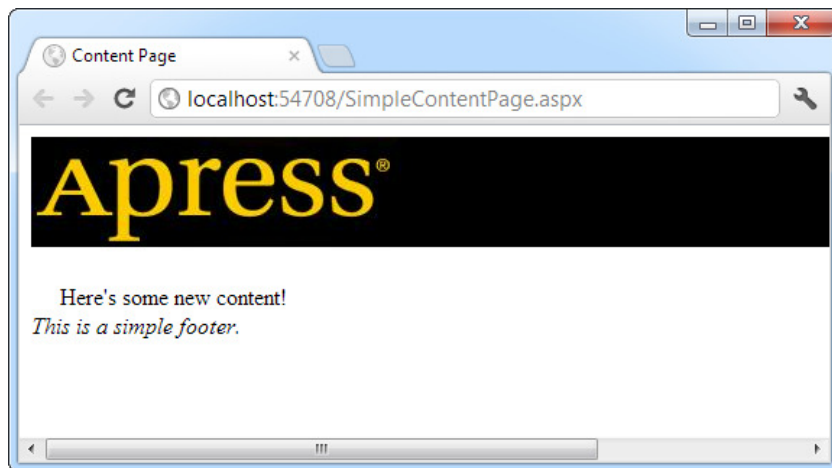 Content Page
localhost:54708/SimpleContentPage.aspx
Apress®
Here's some new content!
This is a simple footer.